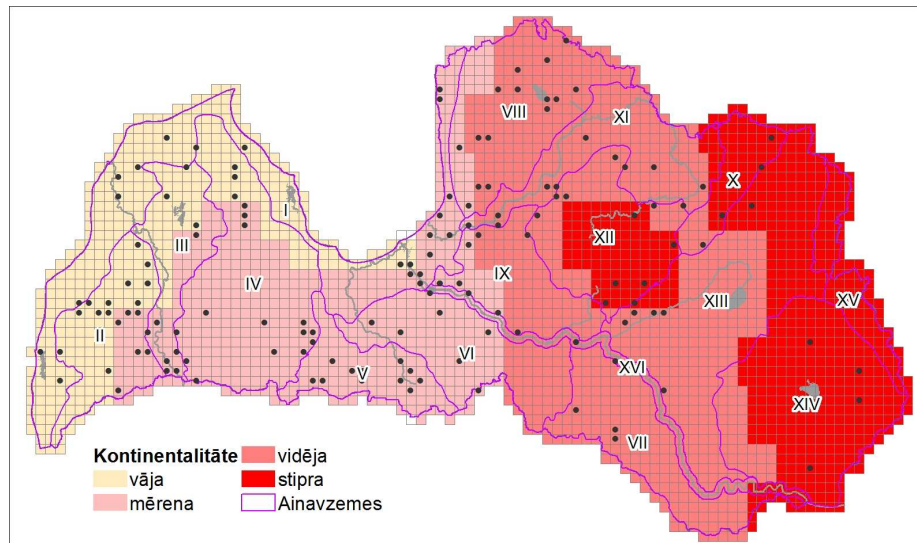 VIII
XI
X
I
III
XII
IV
IX
XIII
XV
II
VI
V
XVI
XIV
VII
Kontinentalitāte
vāja
mērena
vidēja
stipra
Ainavzemes